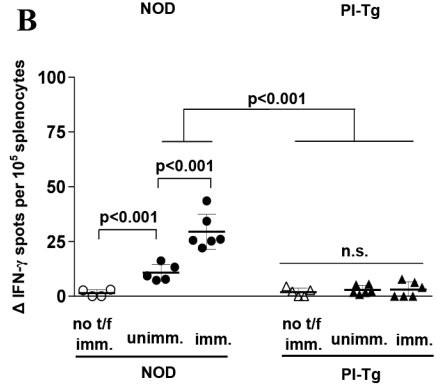 NOD PI-Tg
B
Δ IFN-γ spots per 10⁵ splenocytes
100
75
50
25
0
p<0.001
p<0.001
p<0.001
n.s.
no t/f imm. unimm. imm. no t/f imm. unimm. imm.
NOD PI-Tg